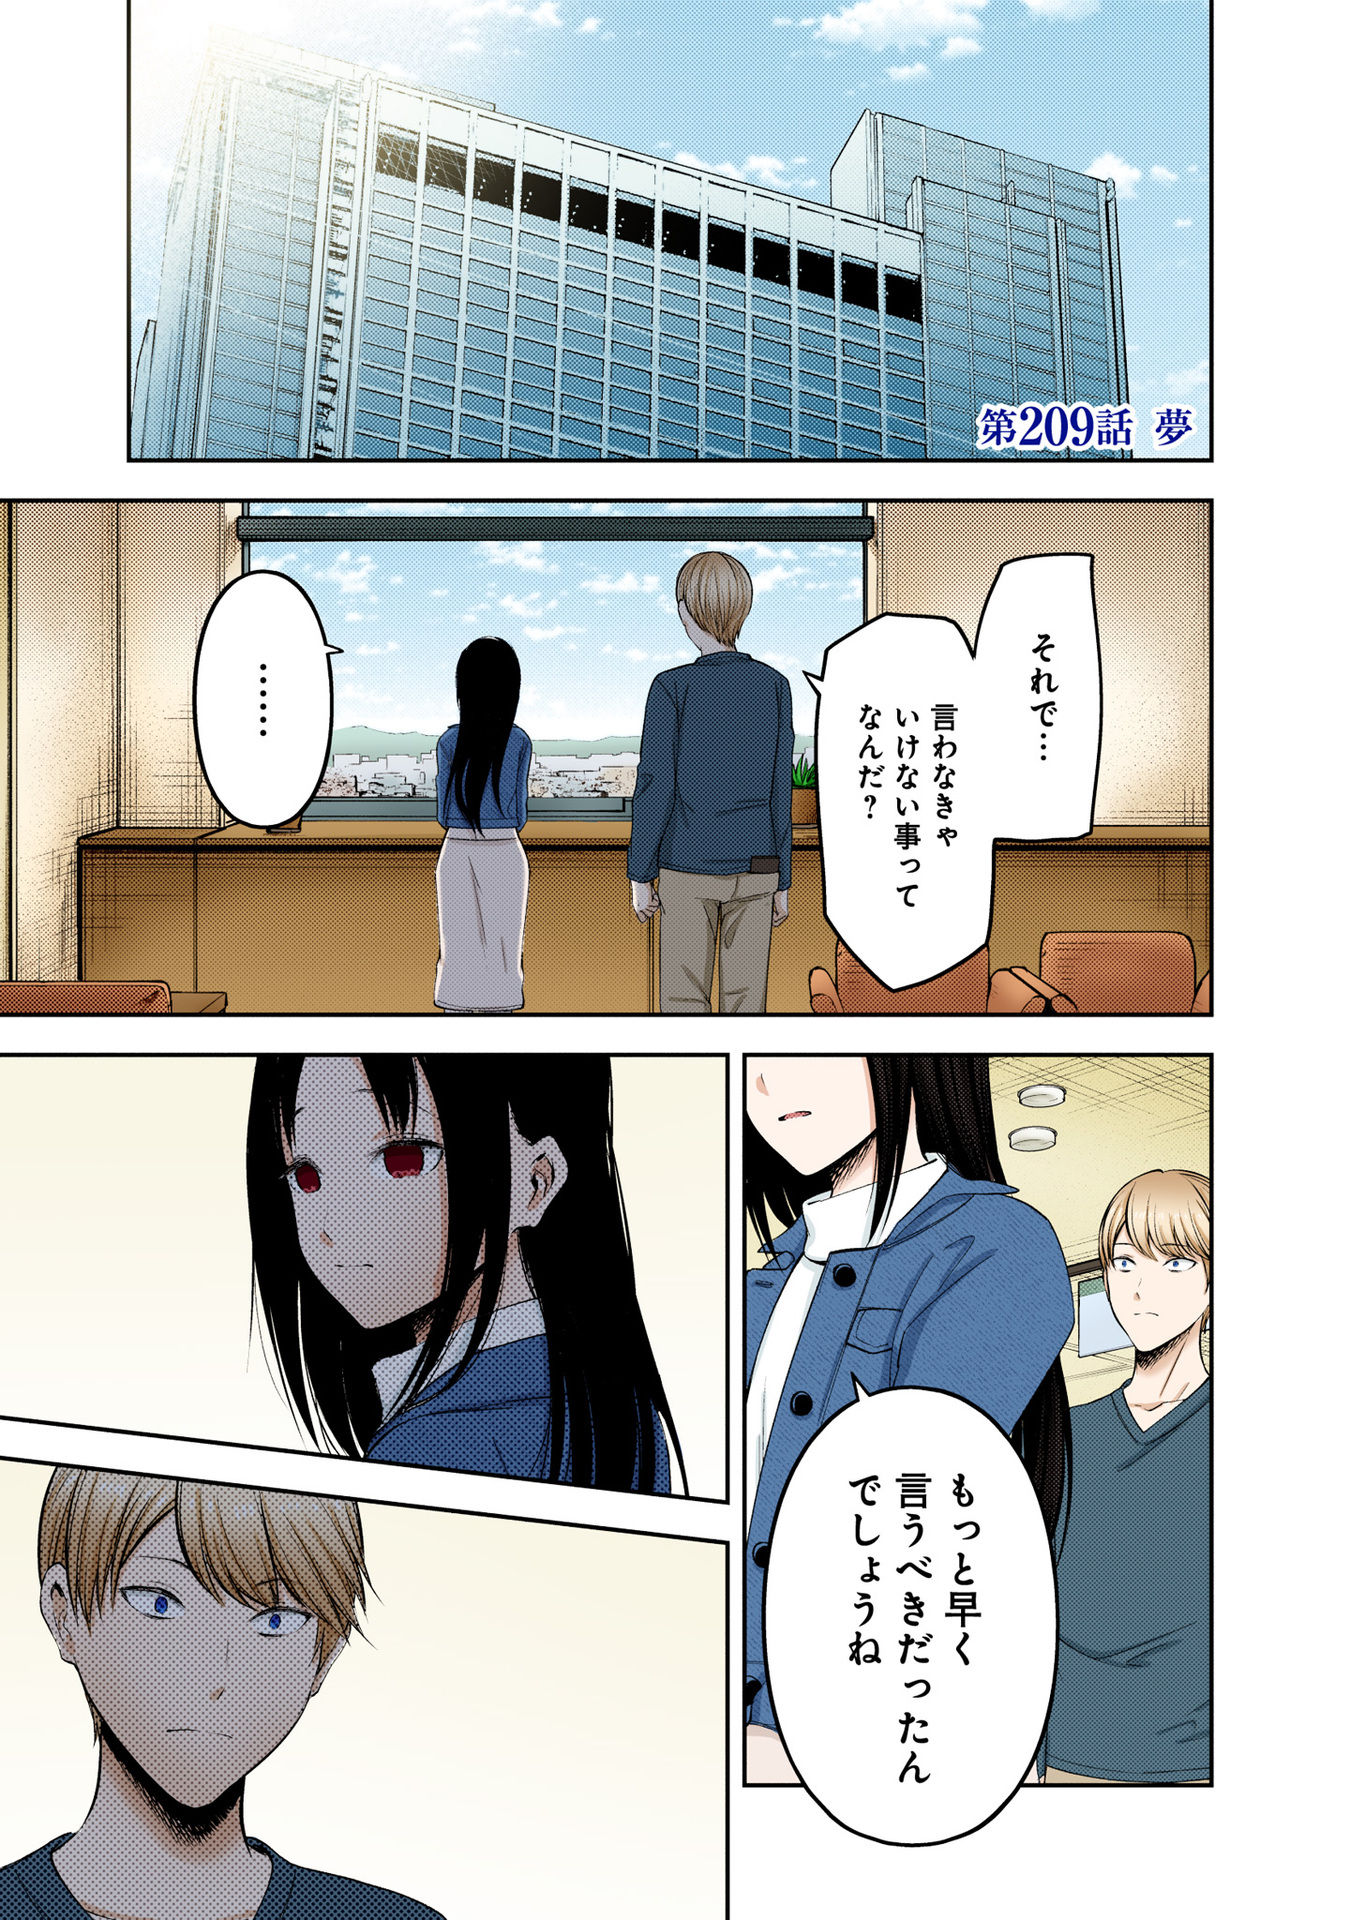 第209話 夢
それで…
言わなきゃ
いけない事って
なんだ？
……
もっと早く
言うべきだったん
でしょうね